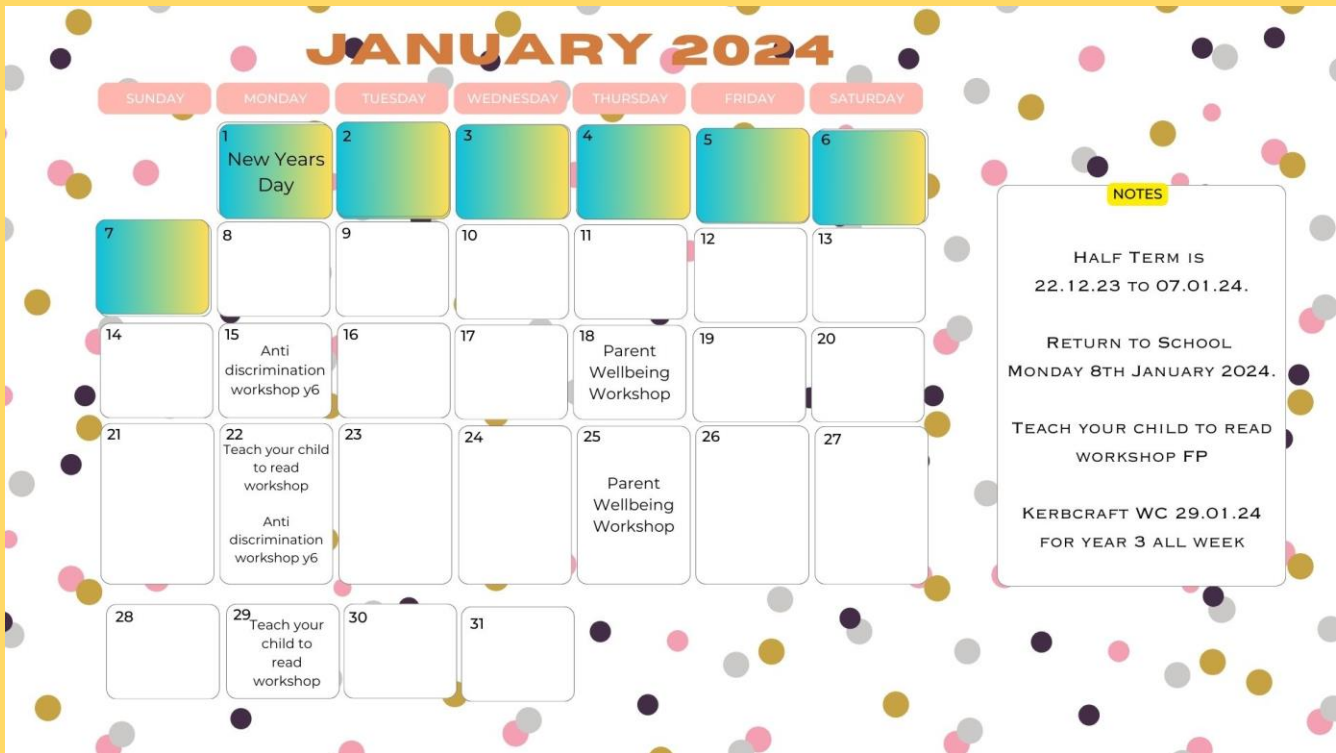 JANUARY 2024
SUNDAY MONDAY TUESDAY WEDNESDAY THURSDAY FRIDAY SATURDAY
1
New Years
Day
2
3
4
5
6
7
8
9
10
11
12
13
14
15
Anti
discrimination
workshop y6
16
17
18
Parent
Wellbeing
Workshop
19
20
21
22
Teach your child
to read
workshop
Anti
discrimination
workshop y6
23
24
25
Parent
Wellbeing
Workshop
26
27
28
29
Teach your
child to
read
workshop
30
31
NOTES
HALF TERM IS
22.12.23 TO 07.01.24.
RETURN TO SCHOOL
MONDAY 8TH JANUARY 2024.
TEACH YOUR CHILD TO READ
WORKSHOP FP
KERBCRAFT WC 29.01.24
FOR YEAR 3 ALL WEEK